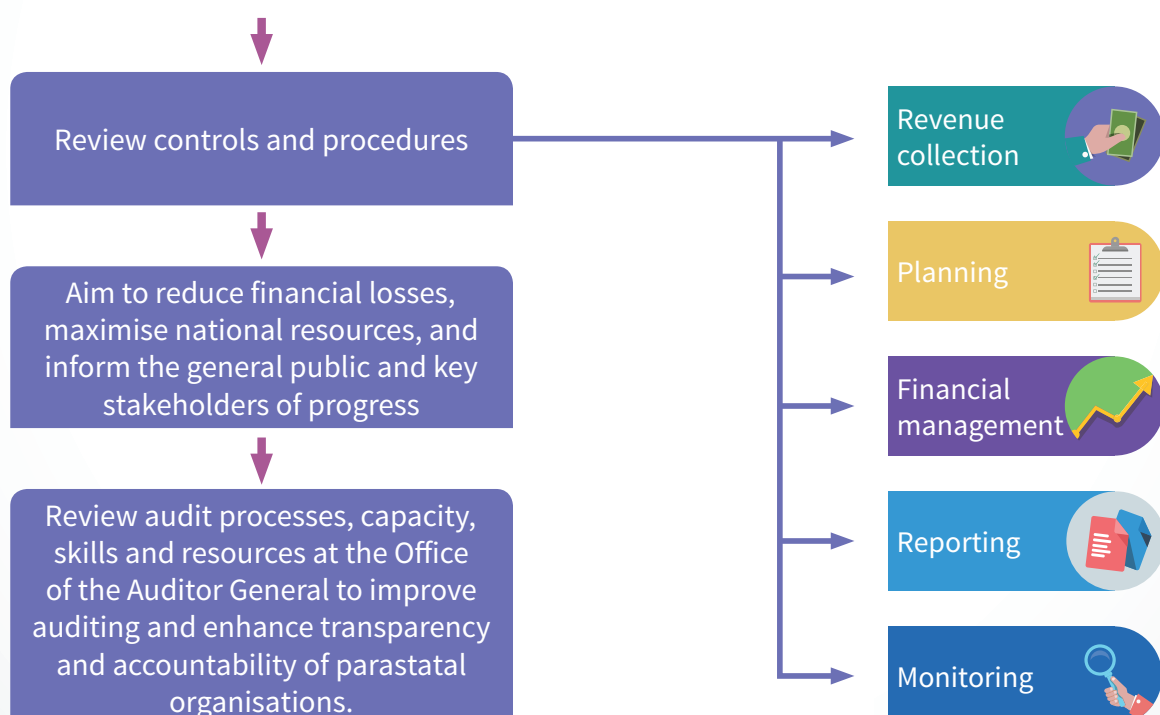 Review controls and procedures
Aim to reduce financial losses,
maximise national resources, and
inform the general public and key
stakeholders of progress
Review audit processes, capacity,
skills and resources at the Office
of the Auditor General to improve
auditing and enhance transparency
and accountability of parastatal
organisations.
Revenue
collection
Planning
Financial
management
Reporting
Monitoring